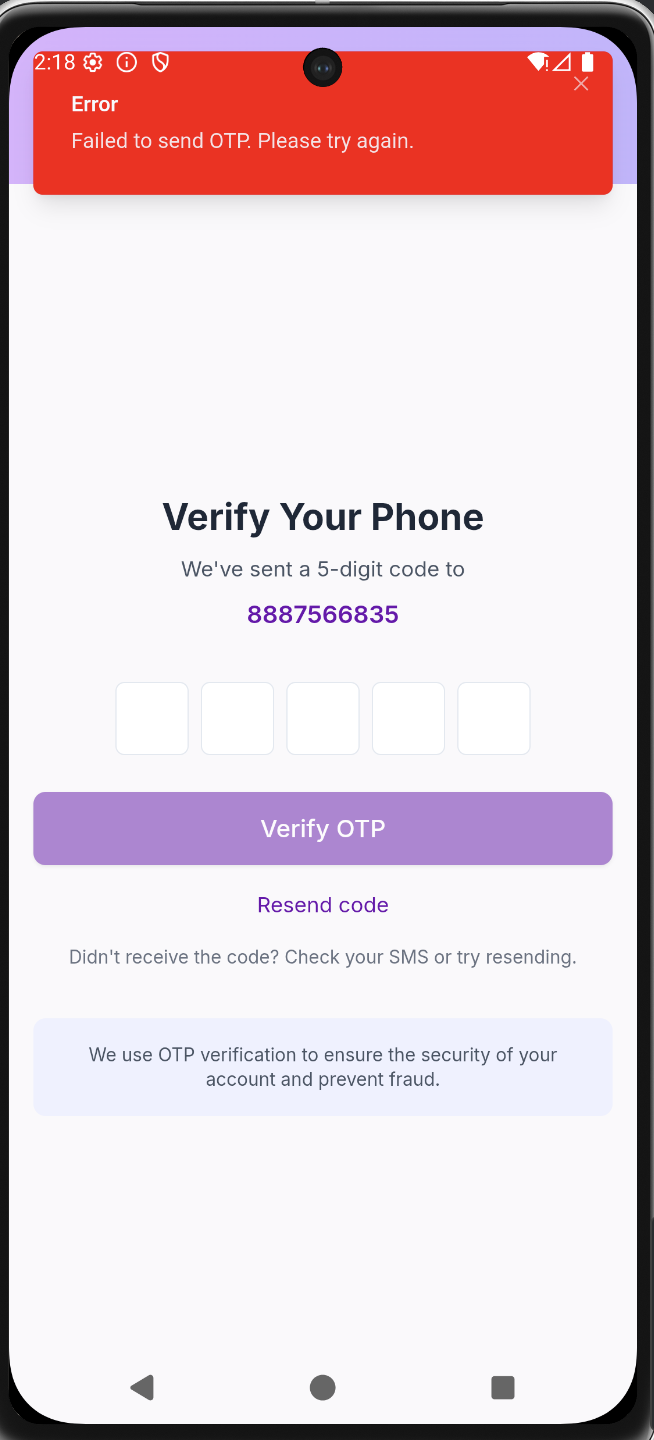 2:18
Error
Failed to send OTP. Please try again.
Verify Your Phone
We've sent a 5-digit code to
8887566835
Verify OTP
Resend code
Didn't receive the code? Check your SMS or try resending.
We use OTP verification to ensure the security of your
account and prevent fraud.